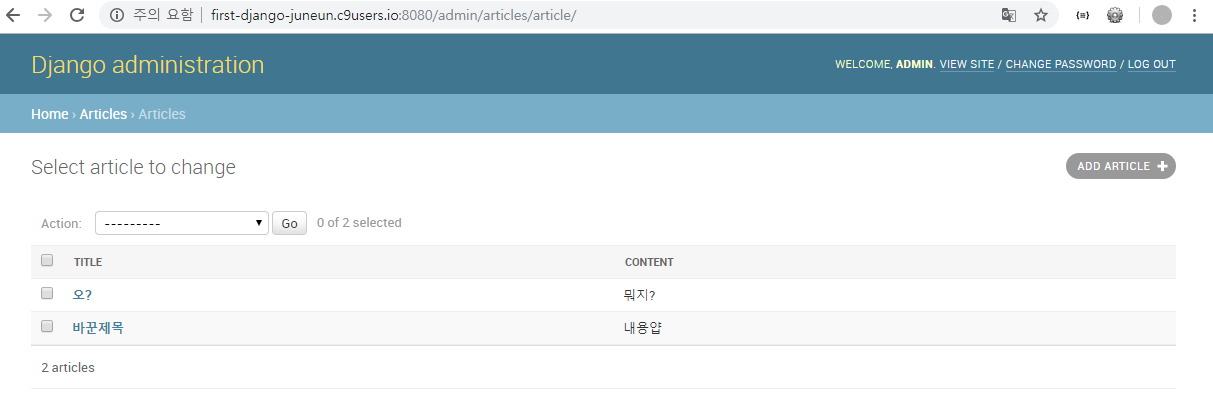 주의 요함 first-django-juneun.c9users.io:8080/admin/articles/article/
Django administration
WELCOME, ADMIN. VIEW SITE / CHANGE PASSWORD / LOG OUT
Home › Articles › Articles
Select article to change
ADD ARTICLE +
Action: --------- Go 0 of 2 selected
TITLE CONTENT
오? 뭐지?
바꾼제목 내용얍
2 articles